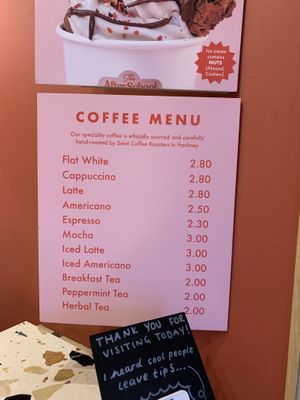 The
After School
Ice cream
contains
NUTS
(Almond,
Cashew)
COFFEE MENU
Our speciality coffee is ethically sourced and carefully
hand-roasted by Saint Coffee Roasters in Hackney
Flat White 2.80
Cappuccino 2.80
Latte 2.80
Americano 2.50
Espresso 2.30
Mocha 3.00
Iced Latte 3.00
Iced Americano 3.00
Breakfast Tea 2.00
Peppermint Tea 2.00
Herbal Tea 2.00
THANK YOU FOR
VISITING TODAY!
I heard cool people
leave tips...